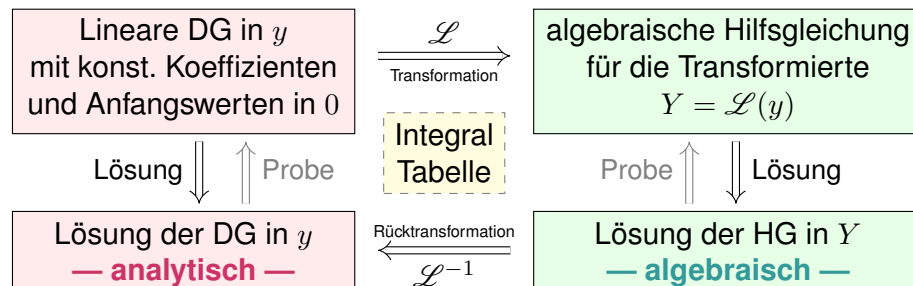 Lineare DG in y
mit konst. Koeffizienten
und Anfangswerten in 0
ℒ
Transformation
algebraische Hilfsgleichung
für die Transformierte
Y = ℒ(y)
Integral
Tabelle
Lösung
Probe
Probe
Lösung
Lösung der DG in y
— analytisch —
Rücktransformation
ℒ⁻¹
Lösung der HG in Y
— algebraisch —